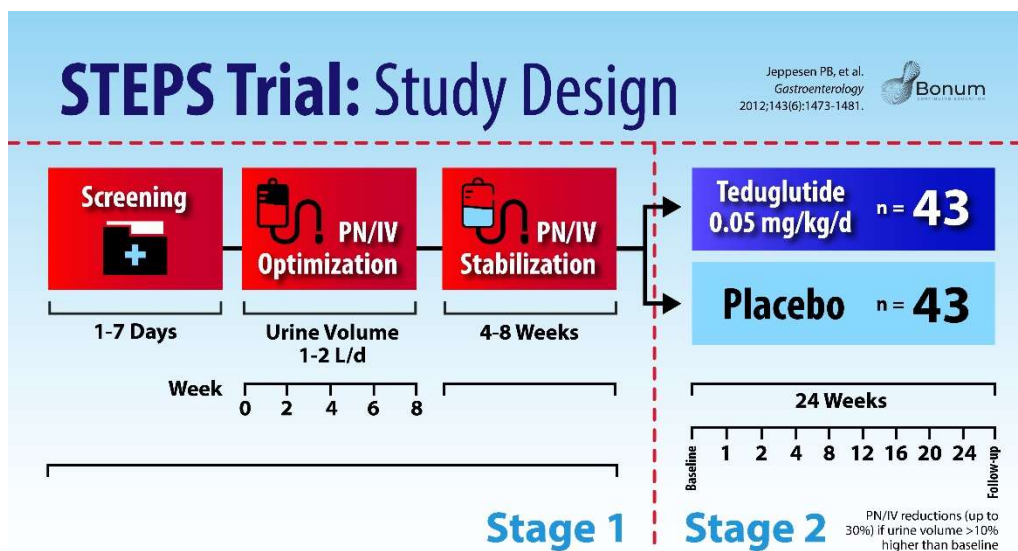 STEPS Trial: Study Design
Jeppesen PB, et al.
Gastroenterology
2012;143(6):1473-1481.
Bonum
CONTINUING EDUCATION
Screening
PN/IV
Optimization
PN/IV
Stabilization
Teduglutide
0.05 mg/kg/d
n = 43
Placebo n = 43
1-7 Days
Urine Volume
1-2 L/d
4-8 Weeks
Week
0 2 4 6 8
24 Weeks
Baseline 1 2 4 8 12 16 20 24 Follow-up
Stage 1
Stage 2
PN/IV reductions (up to
30%) if urine volume >10%
higher than baseline